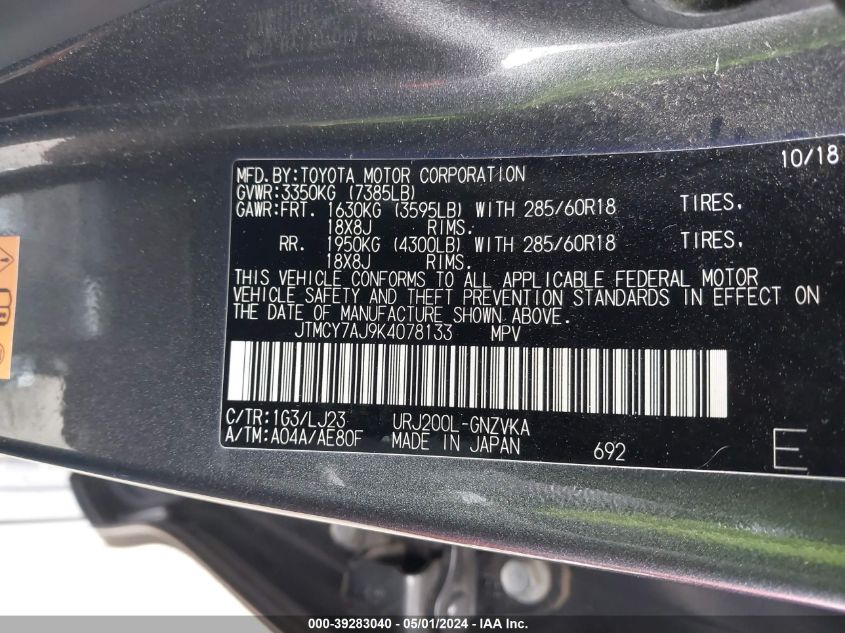 10/18
MFD.BY:TOYOTA MOTOR CORPORATION
GVWR:3350KG (7385LB)
GAWR:FRT. 1630KG (3595LB) WITH 285/60R18 TIRES.
18X8J RIMS.
RR. 1950KG (4300LB) WITH 285/60R18 TIRES.
18X8J RIMS.
THIS VEHICLE CONFORMS TO ALL APPLICABLE FEDERAL MOTOR
VEHICLE SAFETY AND THEFT PREVENTION STANDARDS IN EFFECT ON
THE DATE OF MANUFACTURE SHOWN ABOVE.
JTMCY7AJ9K4078133 MPV
C/TR:1G3/LJ23 URJ200L-GNZVKA
A/TM:A04A/AE80F MADE IN JAPAN 692 E
000-39283040 - 05/01/2024 - IAA Inc.